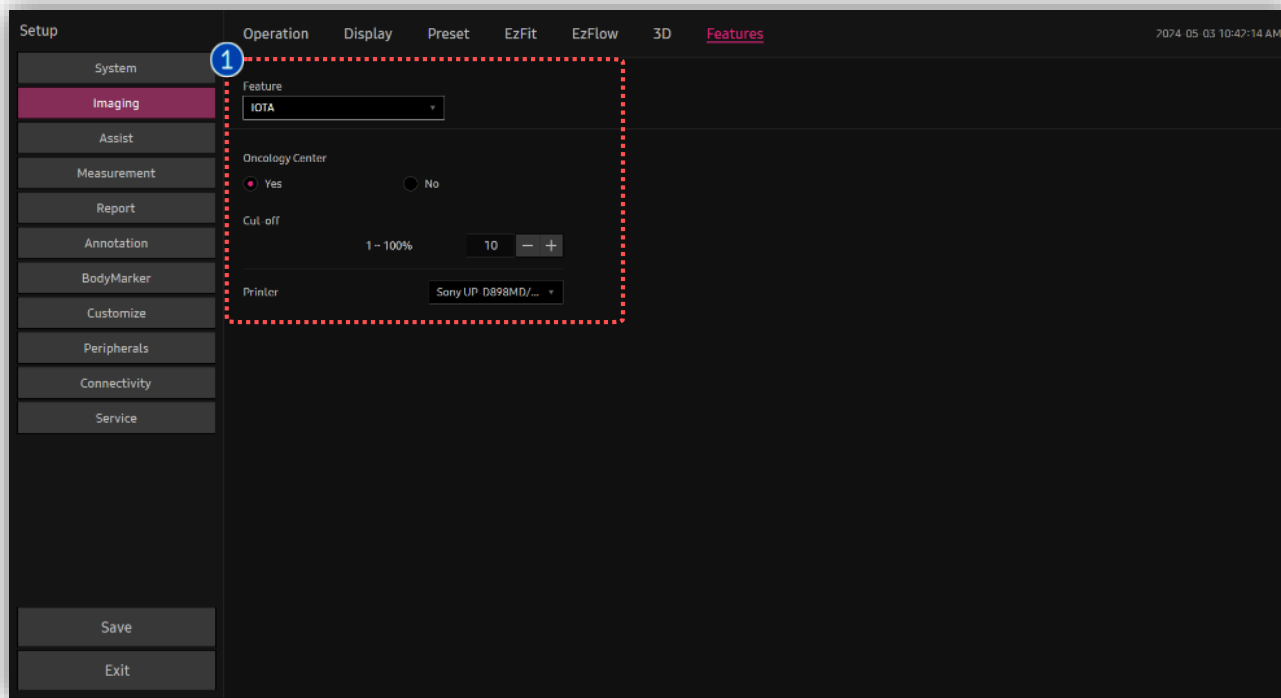 Setup
Operation Display Preset EzFit EzFlow 3D Features
2024-05-03 10:42:14 AM
System
Imaging
Assist
Measurement
Report
Annotation
BodyMarker
Customize
Peripherals
Connectivity
Service
Save
Exit
1
Feature
IOTA
Oncology Center
Yes No
Cut-off
1 ~ 100% 10 − +
Printer Sony UP-D898MD/...